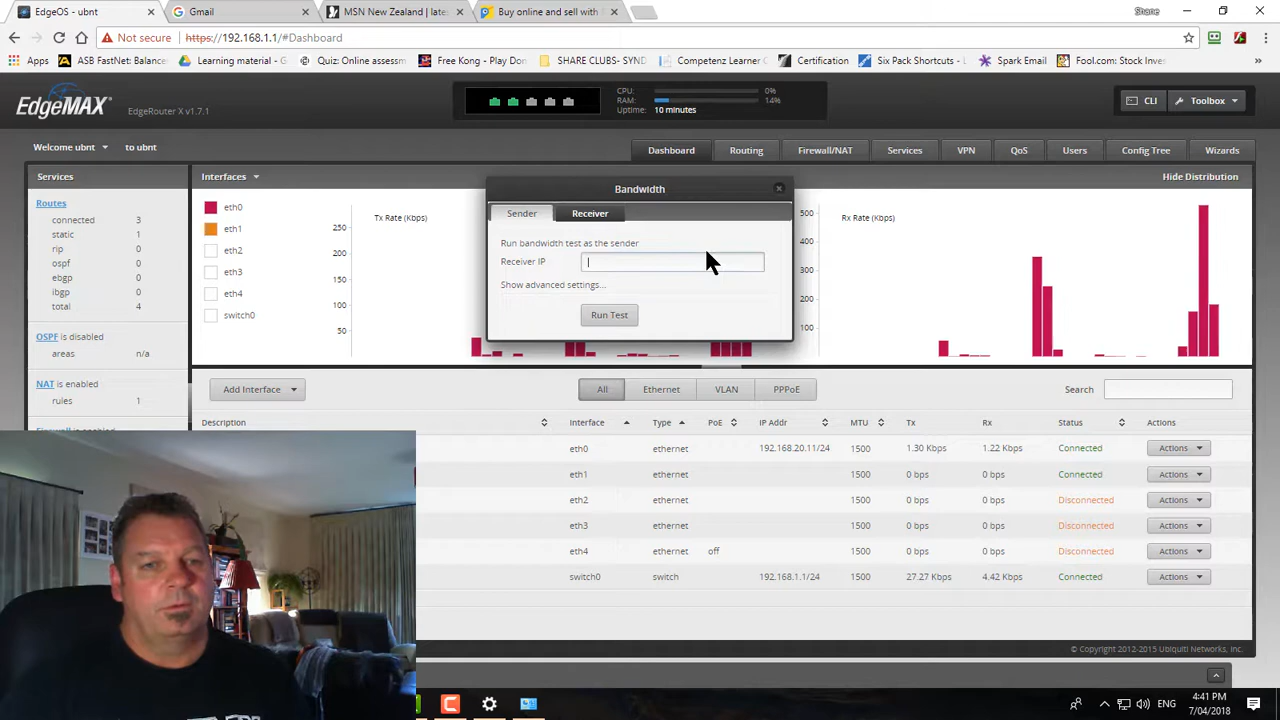 EdgeOS - ubnt
Gmail
MSN New Zealand | late
Buy online and sell with
Shane
Not secure
https://192.168.1.1/#Dashboard
Apps
ASB FastNet: Balance
Learning material - G
Quiz: Online assessm
Free Kong - Play Don
SHARE CLUBS- SYND
Competenz Learner
Certification
Six Pack Shortcuts - I
Spark Email
Fool.com: Stock Inves
»
EdgeMAX
EdgeRouter X v1.7.1
CPU:
0%
RAM:
14%
Uptime: 10 minutes
CLI
Toolbox
Welcome ubnt
to ubnt
Dashboard
Routing
Firewall/NAT
Services
VPN
QoS
Users
Config Tree
Wizards
Services
Interfaces
Hide Distribution
Routes
connected 3
static 1
rip 0
ospf 0
ebgp 0
ibgp 0
total 4
OSPF is disabled
areas n/a
NAT is enabled
rules 1
eth0
eth1
eth2
eth3
eth4
switch0
Tx Rate (Kbps)
250
200
150
100
50
Bandwidth
Sender
Receiver
Run bandwidth test as the sender
Receiver IP
Show advanced settings...
Run Test
Rx Rate (Kbps)
500
400
300
200
100
Add Interface
All
Ethernet
VLAN
PPPoE
Search
Description
Interface
Type
PoE
IP Addr
MTU
Tx
Rx
Status
Actions
eth0 ethernet 192.168.20.11/24 1500 1.30 Kbps 1.22 Kbps Connected Actions
eth1 ethernet 1500 0 bps 0 bps Connected Actions
eth2 ethernet 1500 0 bps 0 bps Disconnected Actions
eth3 ethernet 1500 0 bps 0 bps Disconnected Actions
eth4 ethernet off 1500 0 bps 0 bps Disconnected Actions
switch0 switch 192.168.1.1/24 1500 27.27 Kbps 4.42 Kbps Connected Actions
© Copyright 2012-2015 Ubiquiti Networks, Inc.
ENG
4:41 PM
7/04/2018